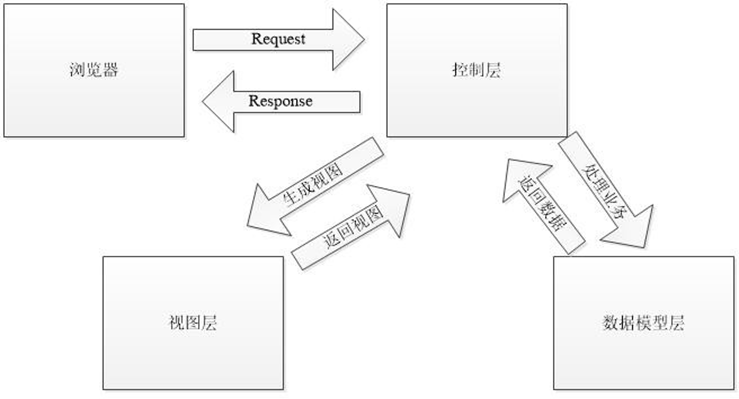 浏览器
Request
控制层
Response
生成视图
返回视图
返回数据
处理业务
视图层
数据模型层